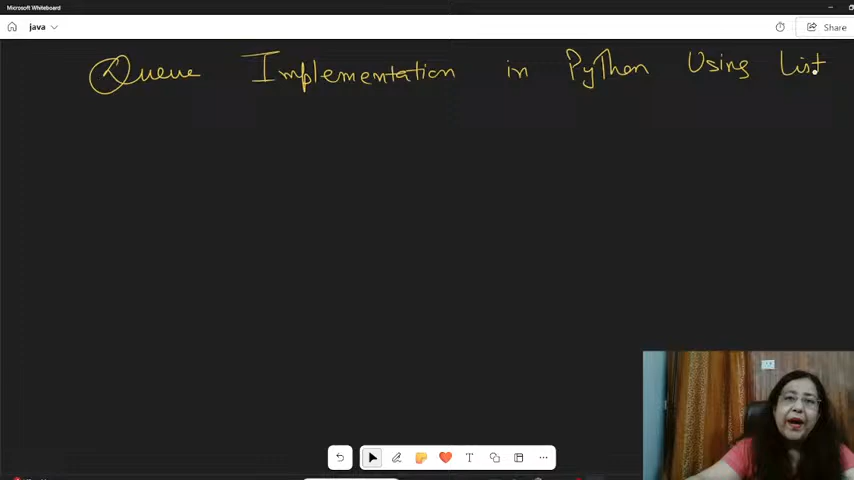 Microsoft Whiteboard
java
Share
Queue Implementation in Python Using List